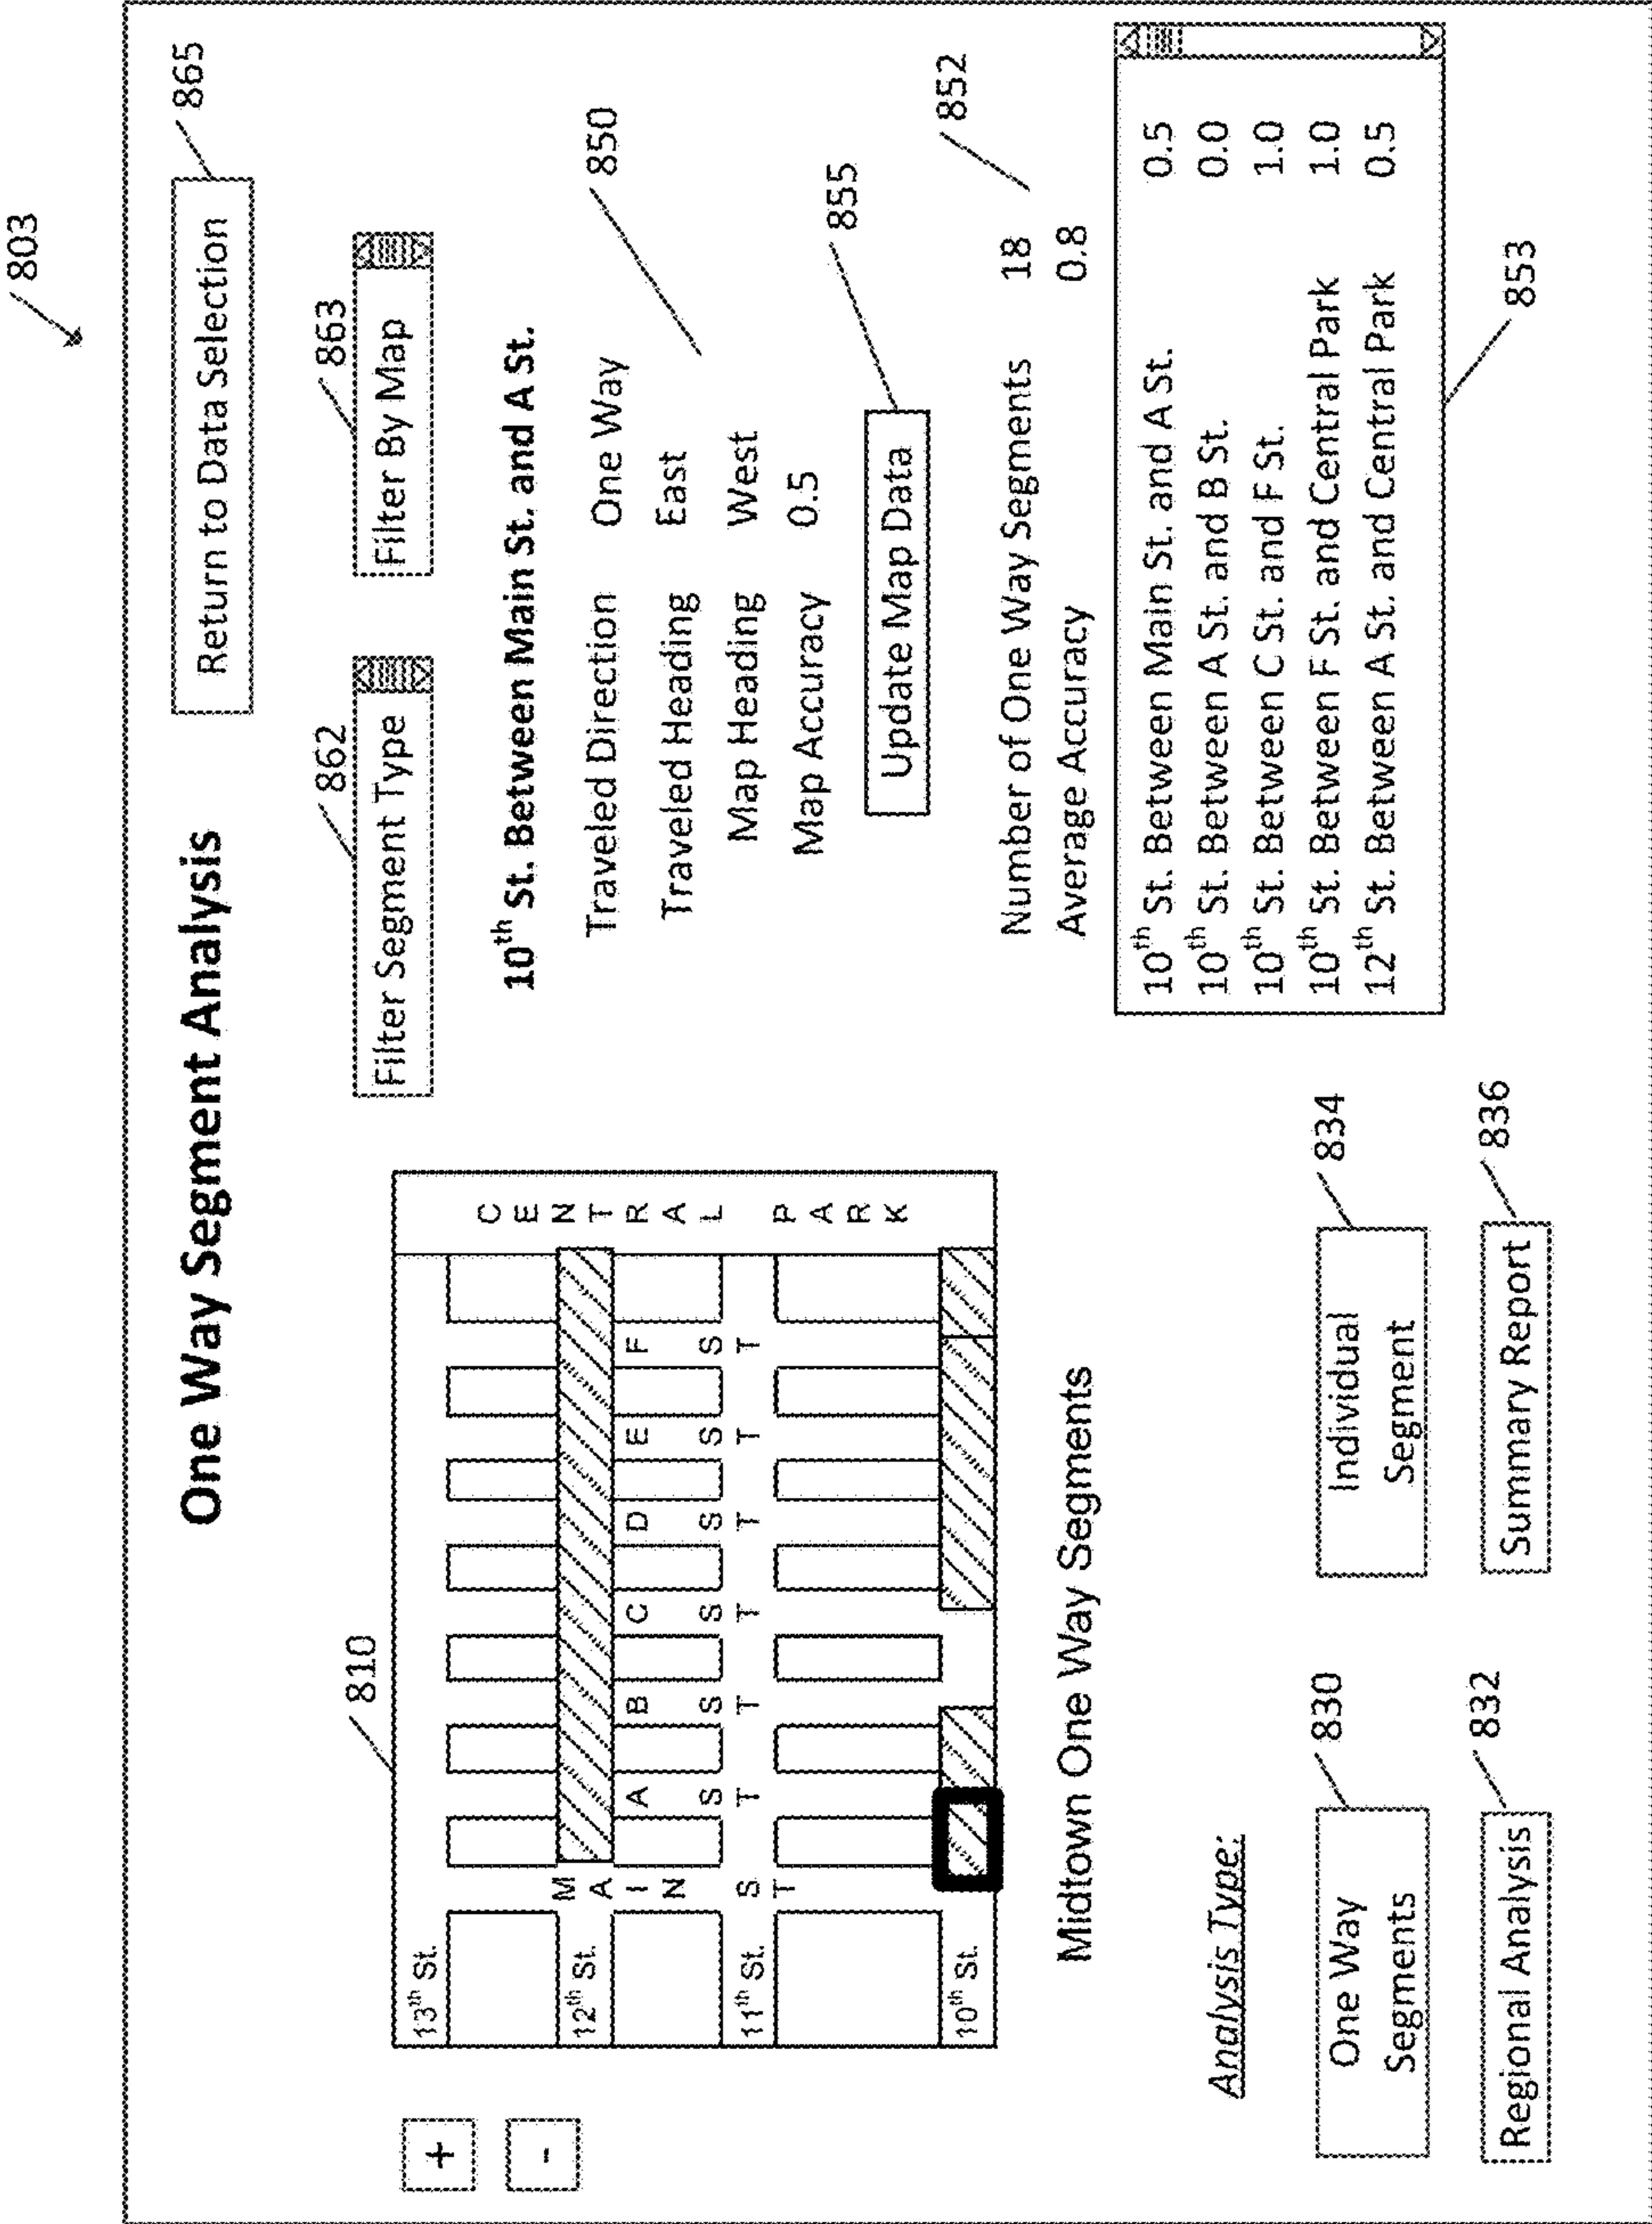 803
One Way Segment Analysis
Return to Data Selection
865
862
863
Filter Segment Type
Filter By Map
+
-
810
13th St.
12th St.
11th St.
10th St.
MAIN ST
A ST
B ST
C ST
D ST
E ST
F ST
CENTRAL PARK
Midtown One Way Segments
10th St. Between Main St. and A St.
Traveled Direction One Way
850
Traveled Heading East
Map Heading West
Map Accuracy 0.5
Update Map Data
855
Number of One Way Segments 18
852
Average Accuracy 0.8
10th St. Between Main St. and A St. 0.5
10th St. Between A St. and B St. 0.0
10th St. Between C St. and F St. 1.0
10th St. Between F St. and Central Park 1.0
12th St. Between A St. and Central Park 0.5
853
Analysis Type:
One Way
Segments
830
Individual
Segment
834
Regional Analysis
832
Summary Report
836